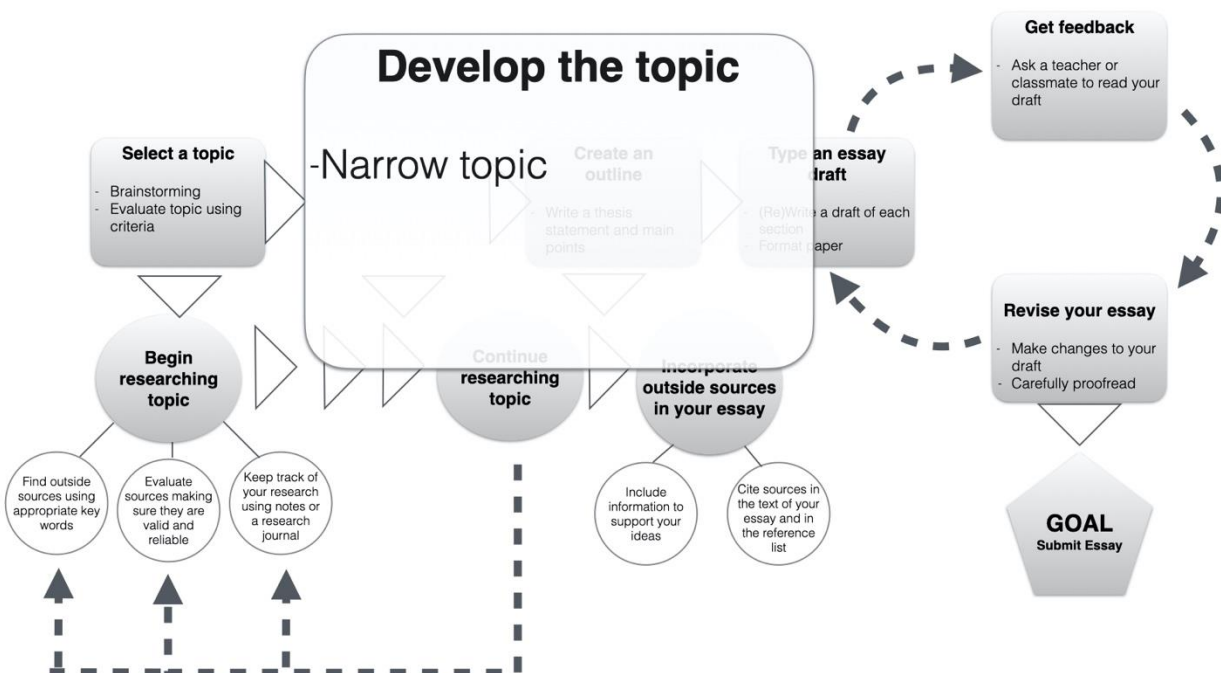 Develop the topic
-Narrow topic
Select a topic
- Brainstorming
- Evaluate topic using
criteria
Create an
outline
- Write a thesis
statement and main
points
Type an essay
draft
- (Re)Write a draft of each
section
- Format paper
Get feedback
- Ask a teacher or
classmate to read your
draft
Revise your essay
- Make changes to your
draft
- Carefully proofread
GOAL
Submit Essay
Begin
researching
topic
Find outside
sources using
appropriate key
words
Evaluate
sources making
sure they are
valid and
reliable
Keep track of
your research
using notes or
a research
journal
Continue
researching
topic
Incorporate
outside sources
in your essay
Include
information to
support your
ideas
Cite sources in
the text of your
essay and in
the reference
list